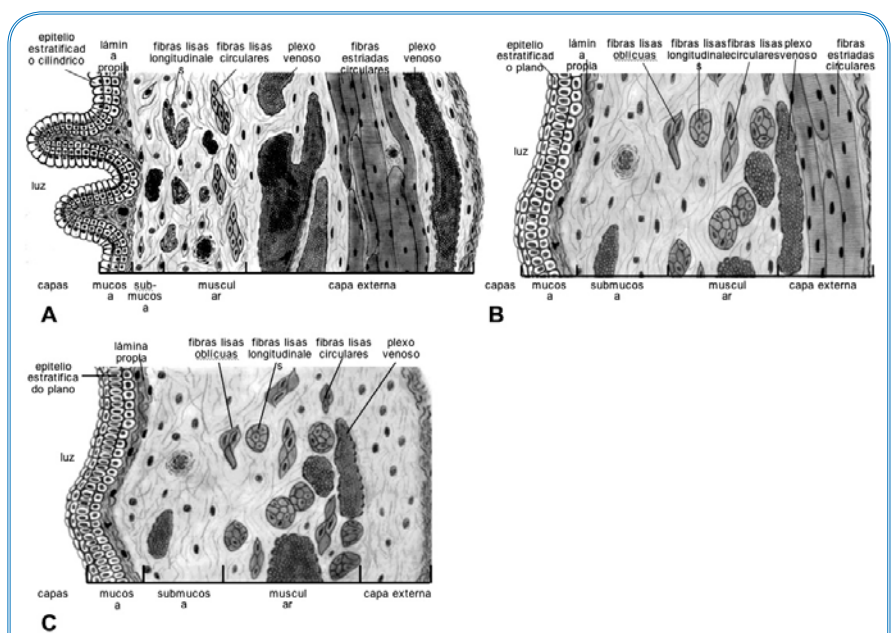 epitelio
estratificad
o cilíndrico
lámin
a
propia
fibras lisas
longitudinale
s
fibras lisas
circulares
plexo
venoso
fibras
estriadas
circulares
plexo
venoso
luz
capas
mucos
a
sub-
mucos
a
muscul
ar
capa externa
A
epitelio
estratificad
o plano
lámin
a
propia
fibras lisas
oblícuas
fibras lisas
longitudinale
s
fibras lisas
circulares
plexo
venoso
fibras
estriadas
circulares
luz
capas
mucos
a
submucos
a
muscul
ar
capa externa
B
epitelio
estratifica
do plano
lámina
propia
fibras lisas
oblícuas
fibras lisas
longitudinale
s
fibras lisas
circulares
plexo
venoso
luz
capas
mucos
a
submucos
a
muscul
ar
capa externa
C